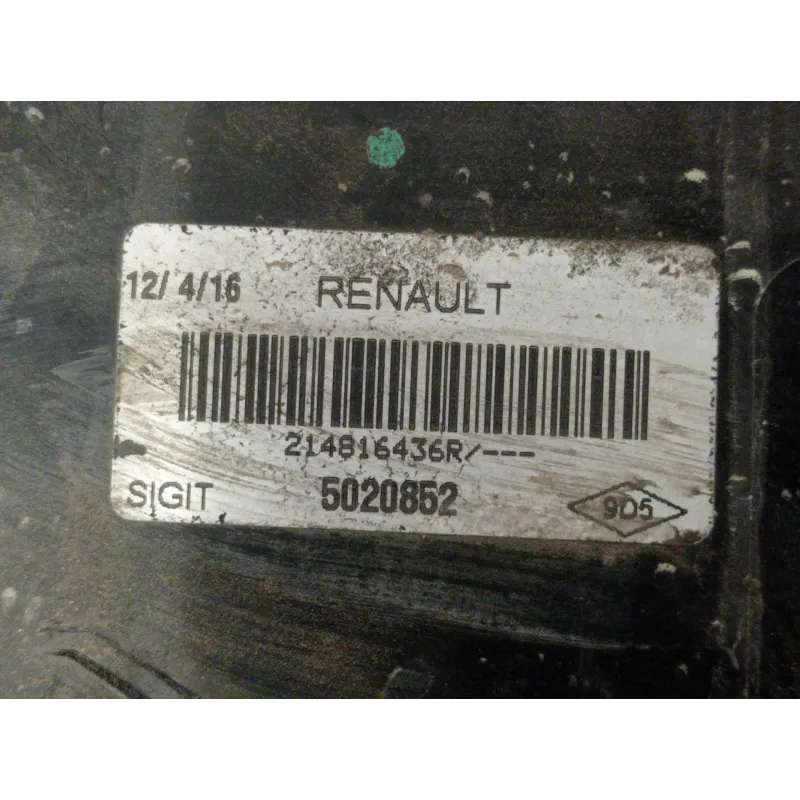 12/ 4/16 RENAULT
214816436R/---
SIGIT 5020852 9D5